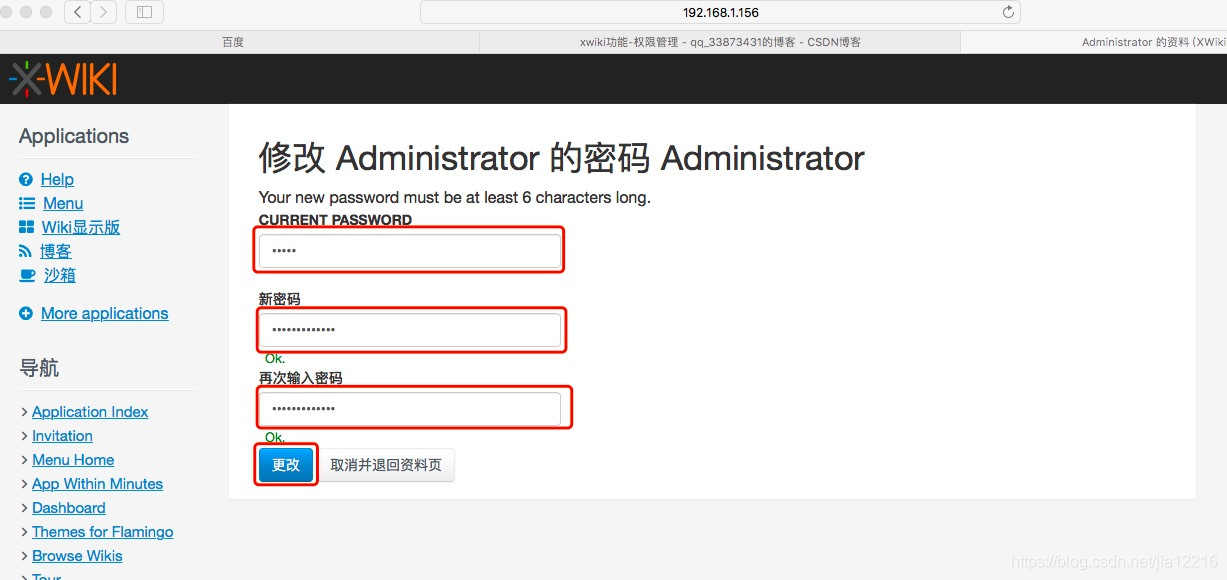 192.168.1.156
百度
xwiki功能-权限管理 - qq_33873431的博客 - CSDN博客
Administrator 的资料 (XWiki
X-WIKI
Applications
Help
Menu
Wiki显示版
博客
沙箱
More applications
导航
Application Index
Invitation
Menu Home
App Within Minutes
Dashboard
Themes for Flamingo
Browse Wikis
Tour
修改 Administrator 的密码 Administrator
Your new password must be at least 6 characters long.
CURRENT PASSWORD
•••••
新密码
•••••••••••••
Ok.
再次输入密码
•••••••••••••
Ok.
更改
取消并退回资料页
https://blog.csdn.net/jia12216